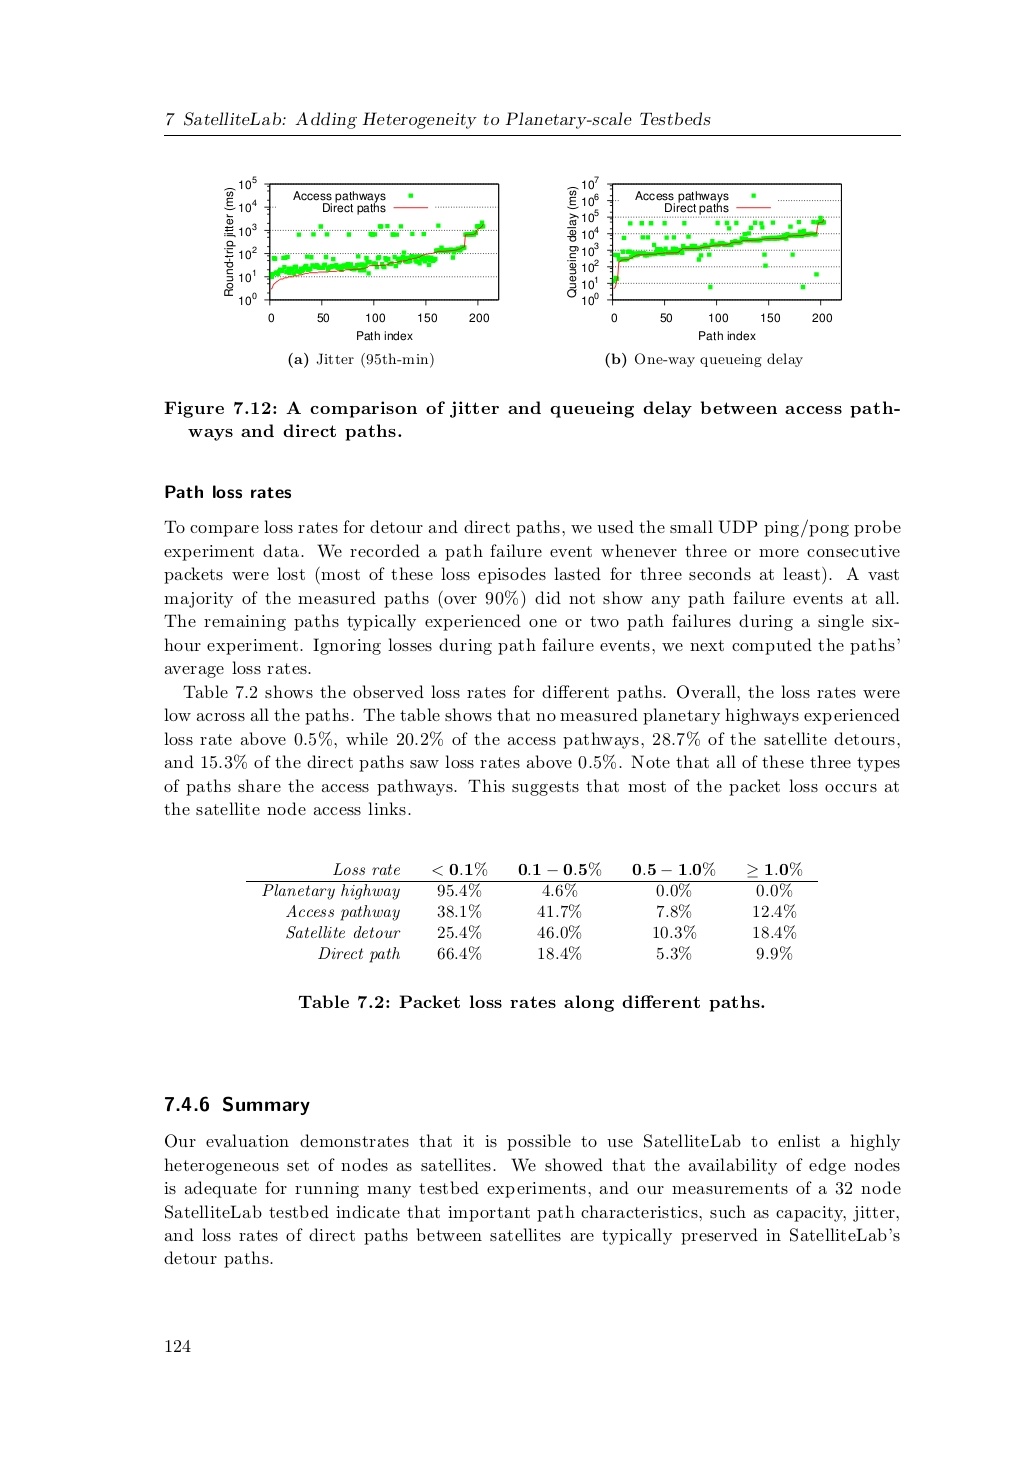 7 SatelliteLab: Adding Heterogeneity to Planetary-scale Testbeds
10^5
10^4
10^3
10^2
10^1
10^0
Round-trip jitter (ms)
Access pathways
Direct paths
0 50 100 150 200
Path index
(a) Jitter (95th-min)
10^7
10^6
10^5
10^4
10^3
10^2
10^1
10^0
Queueing delay (ms)
Access pathways
Direct paths
0 50 100 150 200
Path index
(b) One-way queueing delay
Figure 7.12: A comparison of jitter and queueing delay between access path-
ways and direct paths.
Path loss rates
To compare loss rates for detour and direct paths, we used the small UDP ping/pong probe
experiment data. We recorded a path failure event whenever three or more consecutive
packets were lost (most of these loss episodes lasted for three seconds at least). A vast
majority of the measured paths (over 90%) did not show any path failure events at all.
The remaining paths typically experienced one or two path failures during a single six-
hour experiment. Ignoring losses during path failure events, we next computed the paths'
average loss rates.
Table 7.2 shows the observed loss rates for different paths. Overall, the loss rates were
low across all the paths. The table shows that no measured planetary highways experienced
loss rate above 0.5%, while 20.2% of the access pathways, 28.7% of the satellite detours,
and 15.3% of the direct paths saw loss rates above 0.5%. Note that all of these three types
of paths share the access pathways. This suggests that most of the packet loss occurs at
the satellite node access links.
Loss rate < 0.1% 0.1 − 0.5% 0.5 − 1.0% ≥ 1.0%
Planetary highway 95.4% 4.6% 0.0% 0.0%
Access pathway 38.1% 41.7% 7.8% 12.4%
Satellite detour 25.4% 46.0% 10.3% 18.4%
Direct path 66.4% 18.4% 5.3% 9.9%
Table 7.2: Packet loss rates along different paths.
7.4.6 Summary
Our evaluation demonstrates that it is possible to use SatelliteLab to enlist a highly
heterogeneous set of nodes as satellites. We showed that the availability of edge nodes
is adequate for running many testbed experiments, and our measurements of a 32 node
SatelliteLab testbed indicate that important path characteristics, such as capacity, jitter,
and loss rates of direct paths between satellites are typically preserved in SatelliteLab's
detour paths.
124